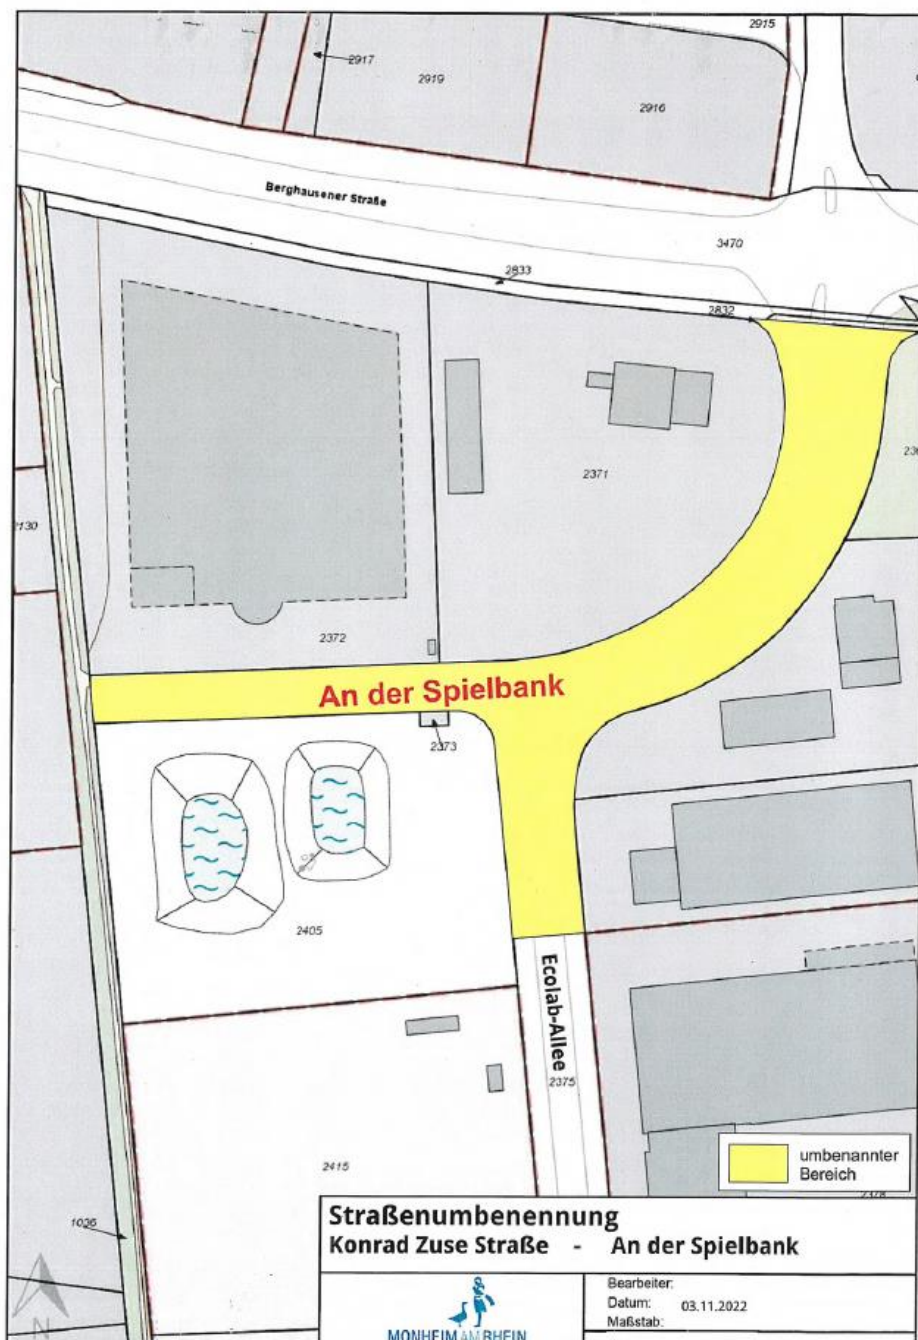 2915
2917
2919
2916
Berghausener Straße
3470
2833
2832
2371
2130
2372
An der Spielbank
2373
2405
Ecolab-Allee
2375
umbenannter
Bereich
2415
2378
1036
Straßenumbenennung
Konrad Zuse Straße - An der Spielbank
Bearbeiter:
Datum: 03.11.2022
Maßstab:
MONHEIM AM RHEIN
N